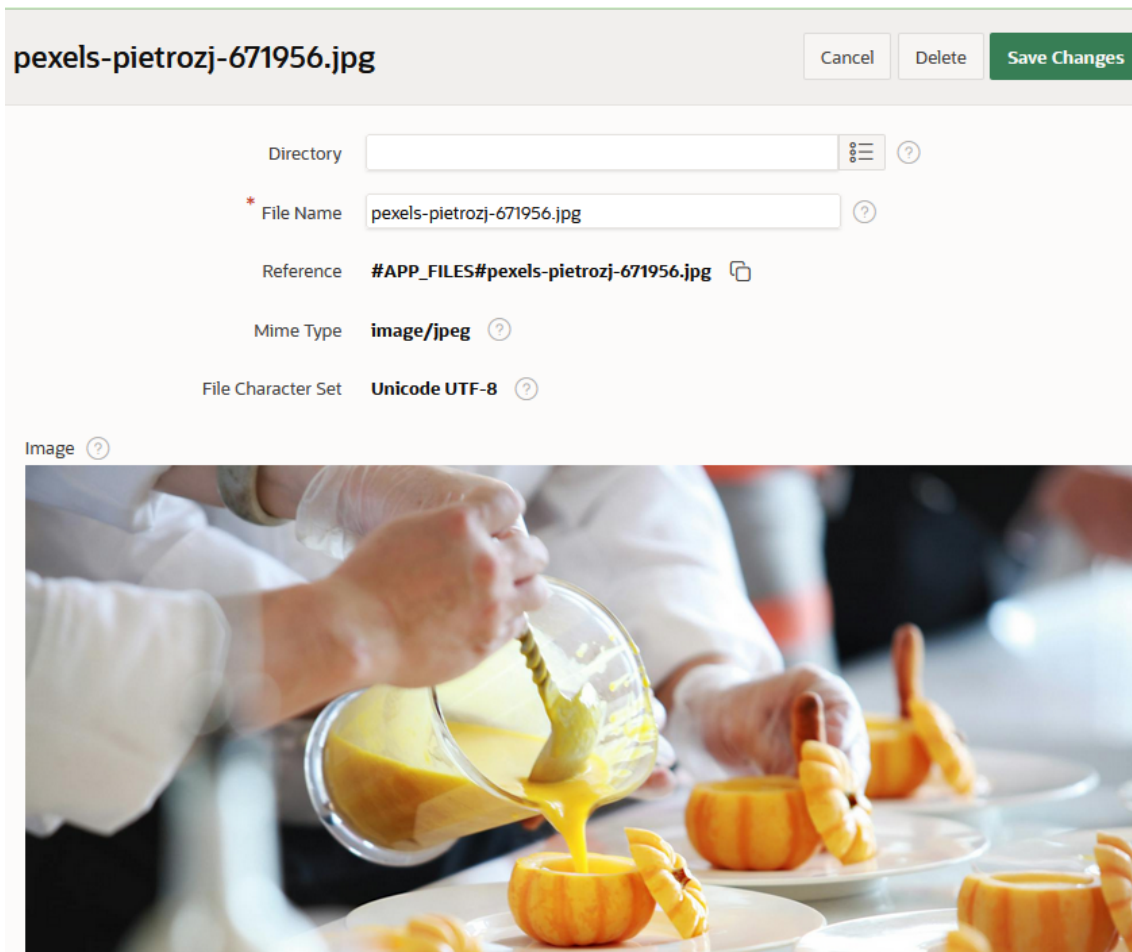 pexels-pietrozj-671956.jpg
Cancel
Delete
Save Changes
Directory
* File Name
pexels-pietrozj-671956.jpg
Reference
#APP_FILES#pexels-pietrozj-671956.jpg
Mime Type
image/jpeg
File Character Set
Unicode UTF-8
Image